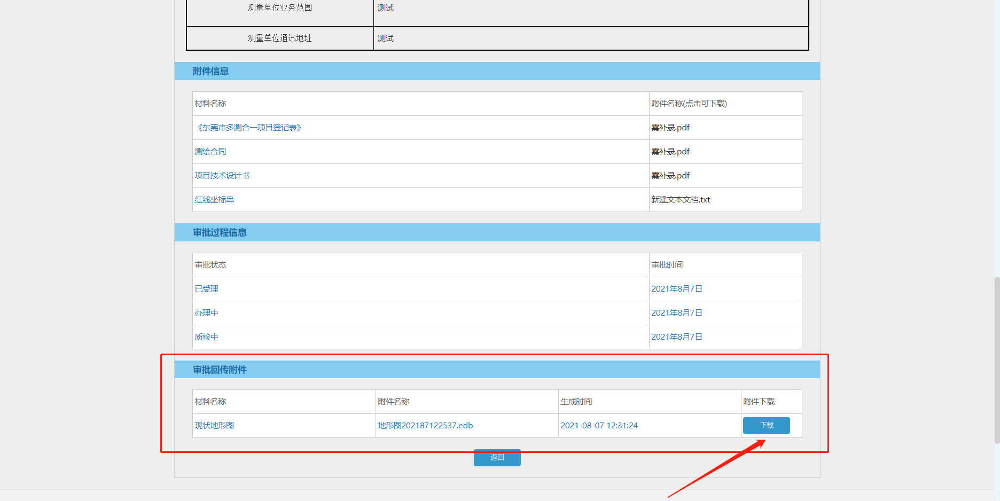 测量单位业务范围 测试
测量单位通讯地址 测试
附件信息
材料名称 附件名称(点击可下载)
《东莞市多测合一项目登记表》 需补录.pdf
测绘合同 需补录.pdf
项目技术设计书 需补录.pdf
红线坐标串 新建文本文档.txt
审批过程信息
审批状态 审批时间
已受理 2021年8月7日
办理中 2021年8月7日
质检中 2021年8月7日
审批回传附件
材料名称 附件名称 生成时间 附件下载
现状地形图 地形图202187122537.edb 2021-08-07 12:31:24 下载
返回